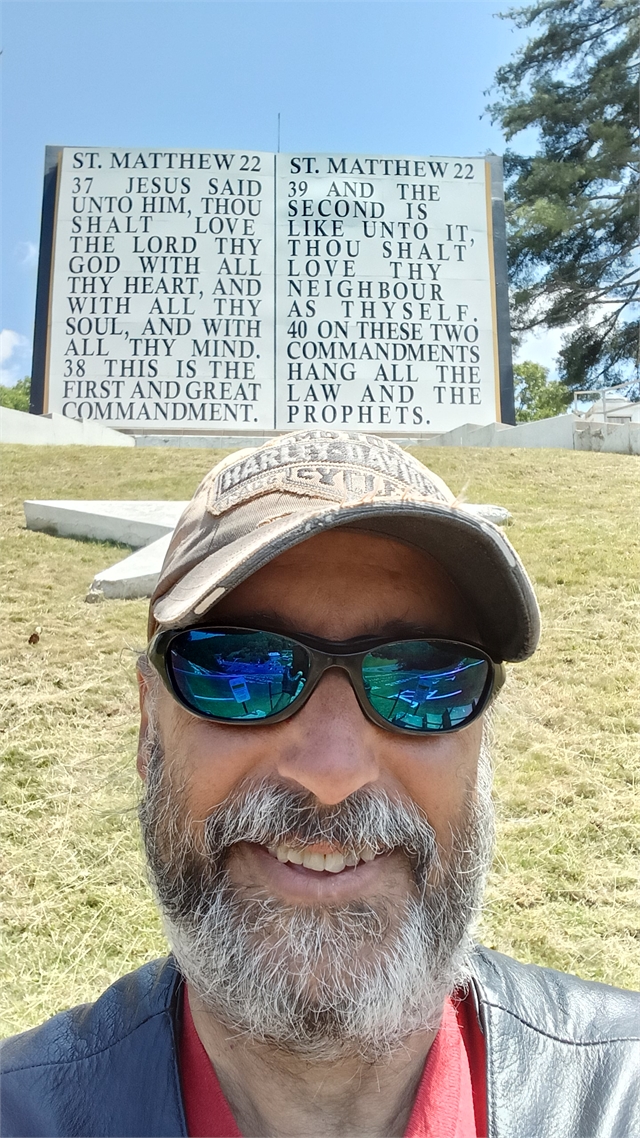 ST. MATTHEW 22
37 JESUS SAID
UNTO HIM, THOU
SHALT LOVE
THE LORD THY
GOD WITH ALL
THY HEART, AND
WITH ALL THY
SOUL, AND WITH
ALL THY MIND.
38 THIS IS THE
FIRST AND GREAT
COMMANDMENT.
ST. MATTHEW 22
39 AND THE
SECOND IS
LIKE UNTO IT,
THOU SHALT,
LOVE THY
NEIGHBOUR
AS THYSELF.
40 ON THESE TWO
COMMANDMENTS
HANG ALL THE
LAW AND THE
PROPHETS.
HARLEY-DAVIDSON